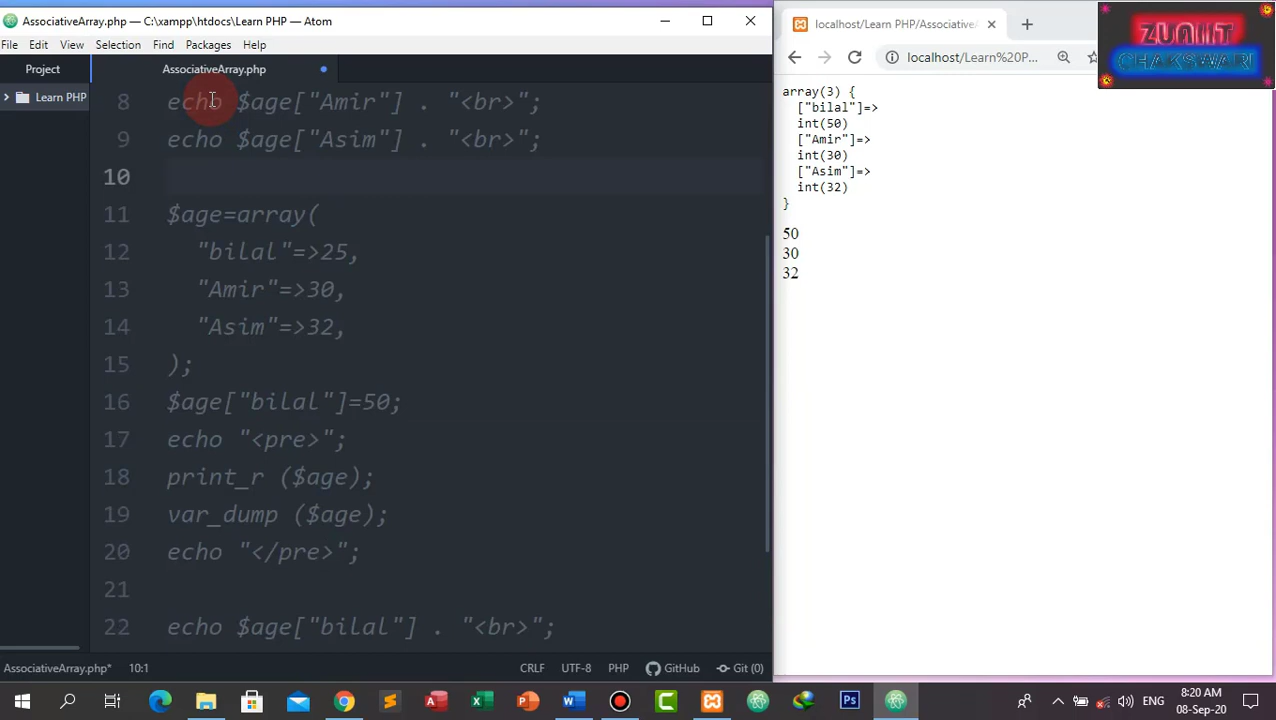 AssociativeArray.php — C:\xampp\htdocs\Learn PHP — Atom
File Edit View Selection Find Packages Help
Project
AssociativeArray.php
Learn PHP
8 echo $age["Amir"] . "<br>";
9 echo $age["Asim"] . "<br>";
10
11 $age=array(
12 "bilal"=>25,
13 "Amir"=>30,
14 "Asim"=>32,
15 );
16 $age["bilal"]=50;
17 echo "<pre>";
18 print_r ($age);
19 var_dump ($age);
20 echo "</pre>";
21
22 echo $age["bilal"] . "<br>";
AssociativeArray.php* 10:1 CRLF UTF-8 PHP GitHub Git (0)
localhost/Learn PHP/Associative
localhost/Learn%20P...
ZUAIIT
CHAKSWARI
array(3) {
["bilal"]=>
int(50)
["Amir"]=>
int(30)
["Asim"]=>
int(32)
}
50
30
32
ENG
8:20 AM
08-Sep-20